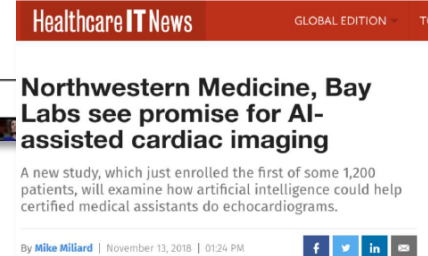 Healthcare IT News
GLOBAL EDITION
Northwestern Medicine, Bay
Labs see promise for AI-
assisted cardiac imaging
A new study, which just enrolled the first of some 1,200
patients, will examine how artificial intelligence could help
certified medical assistants do echocardiograms.
By Mike Miliard | November 13, 2018 | 01:24 PM
f in